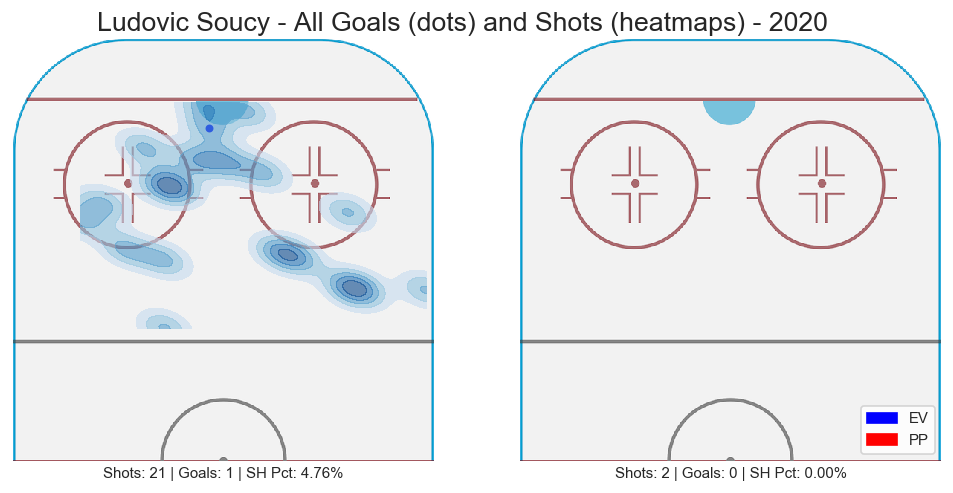 Ludovic Soucy - All Goals (dots) and Shots (heatmaps) - 2020
EV
PP
Shots: 21 | Goals: 1 | SH Pct: 4.76%
Shots: 2 | Goals: 0 | SH Pct: 0.00%